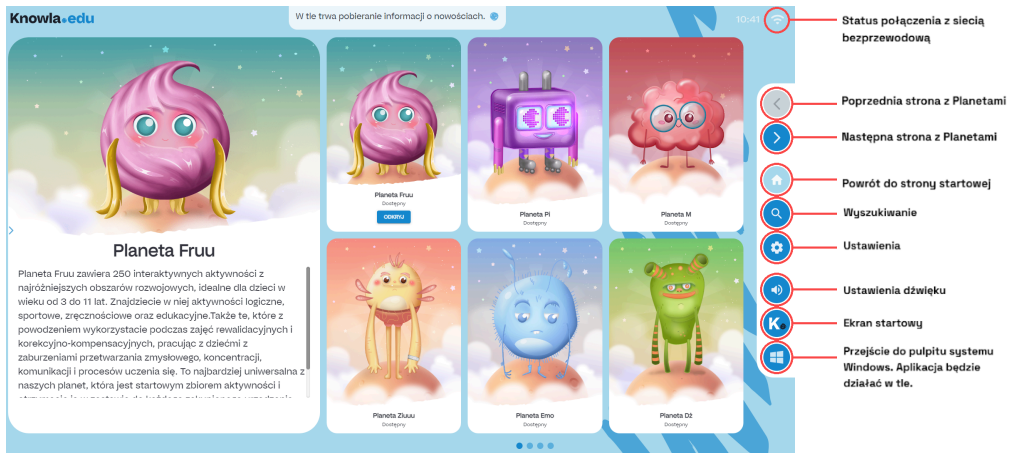 Knowla.edu
W tle trwa pobieranie informacji o nowościach.
10:41
Planeta Fruu
Planeta Fruu zawiera 250 interaktywnych aktywności z
najróżniejszych obszarów rozwojowych, idealne dla dzieci w
wieku od 3 do 11 lat. Znajdziecie w niej aktywności logiczne,
sportowe, zręcznościowe oraz edukacyjne.Także te, które z
powodzeniem wykorzystacie podczas zajęć rewalidacyjnych i
korekcyjno-kompensacyjnych, pracując z dziećmi z
zaburzeniami przetwarzania zmysłowego, koncentracji,
komunikacji i procesów uczenia się. To najbardziej uniwersalna z
naszych planet, która jest startowym zbiorem aktywności i
Planeta Fruu
Dostępny
ODKRYJ
Planeta Pi
Dostępny
Planeta M
Dostępny
Planeta Ziuuu
Dostępny
Planeta Emo
Dostępny
Planeta Dź
Dostępny
K
Status połączenia z siecią
bezprzewodową
Poprzednia strona z Planetami
Następna strona z Planetami
Powrót do strony startowej
Wyszukiwanie
Ustawienia
Ustawienia dźwięku
Ekran startowy
Przejście do pulpitu systemu
Windows. Aplikacja będzie
działać w tle.